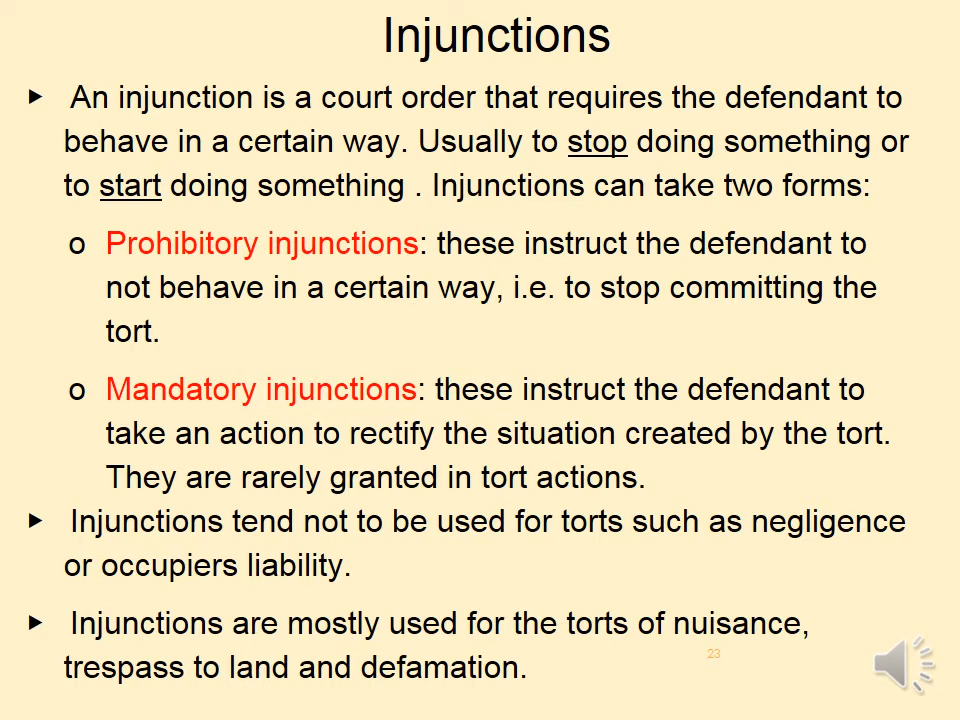 Injunctions
▶ An injunction is a court order that requires the defendant to
behave in a certain way. Usually to stop doing something or
to start doing something . Injunctions can take two forms:
o Prohibitory injunctions: these instruct the defendant to
not behave in a certain way, i.e. to stop committing the
tort.
o Mandatory injunctions: these instruct the defendant to
take an action to rectify the situation created by the tort.
They are rarely granted in tort actions.
▶ Injunctions tend not to be used for torts such as negligence
or occupiers liability.
▶ Injunctions are mostly used for the torts of nuisance,
trespass to land and defamation.
23